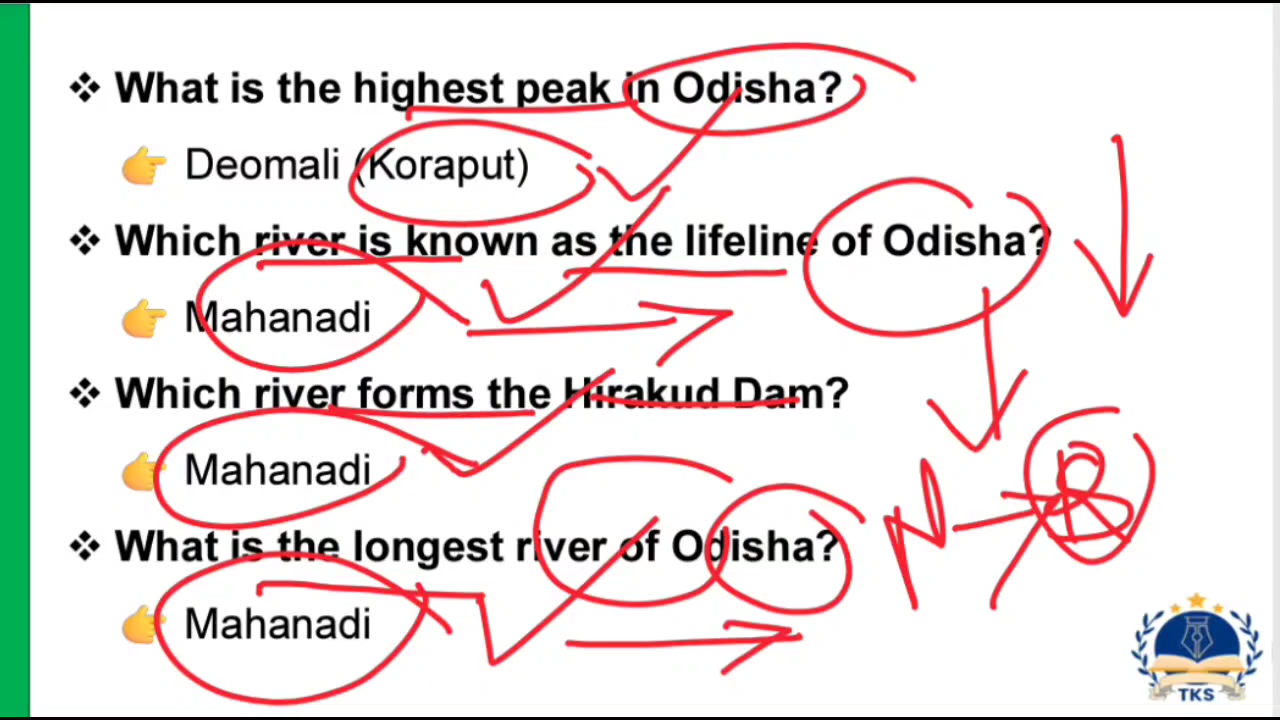 ❖ What is the highest peak in Odisha?
👉 Deomali (Koraput)
❖ Which river is known as the lifeline of Odisha?
👉 Mahanadi
❖ Which river forms the Hirakud Dam?
👉 Mahanadi
❖ What is the longest river of Odisha?
👉 Mahanadi
TKS